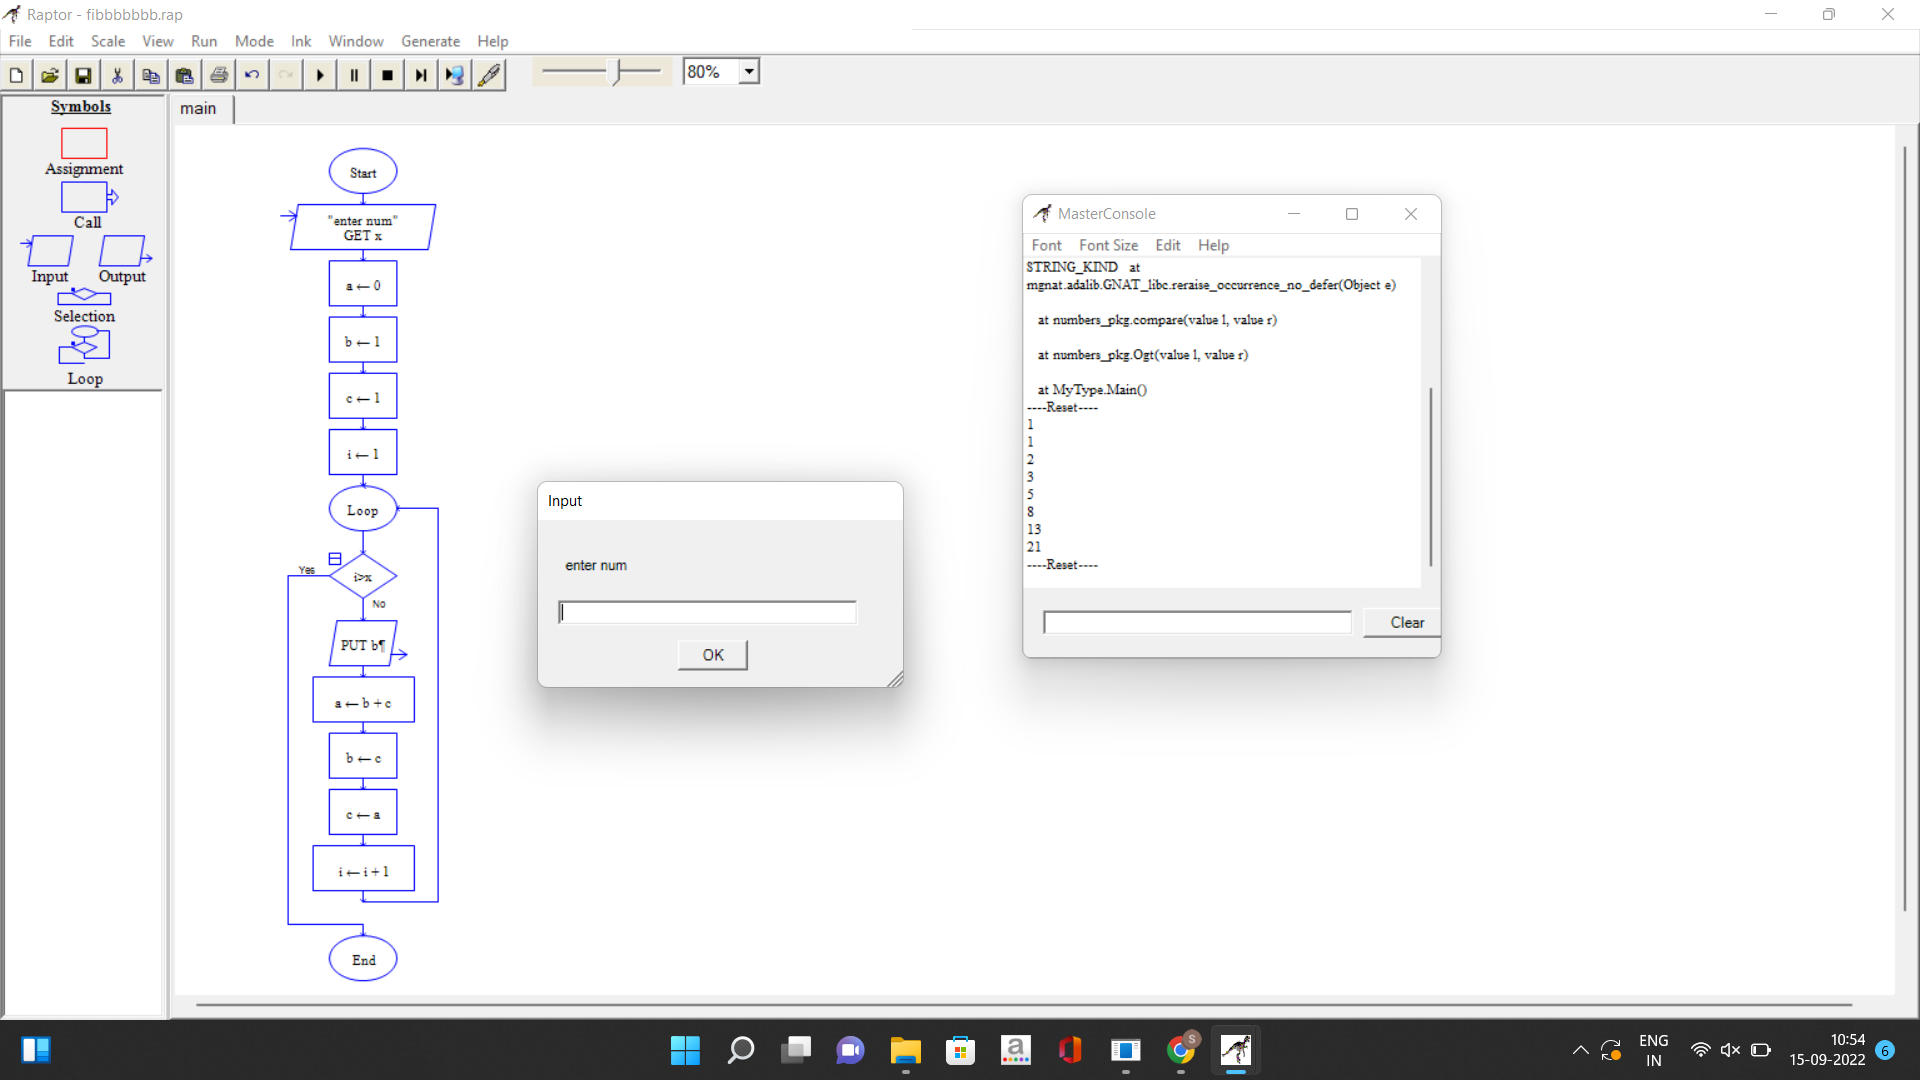 Raptor - fibbbbbbb.rap
File Edit Scale View Run Mode Ink Window Generate Help
80%
Symbols
Assignment
Call
Input Output
Selection
Loop
main
Start
"enter num"
GET x
a ← 0
b ← 1
c ← 1
i ← 1
Loop
Yes
i>x
No
PUT b¶
a ← b + c
b ← c
c ← a
i ← i + 1
End
Input
enter num
OK
MasterConsole
Font Font Size Edit Help
STRING_KIND at
mgnat.adalib.GNAT_libc.reraise_occurrence_no_defer(Object e)
at numbers_pkg.compare(value l, value r)
at numbers_pkg.Ogt(value l, value r)
at MyType.Main()
----Reset----
1
1
2
3
5
8
13
21
----Reset----
Clear
a
S
ENG
IN
10:54
15-09-2022
6